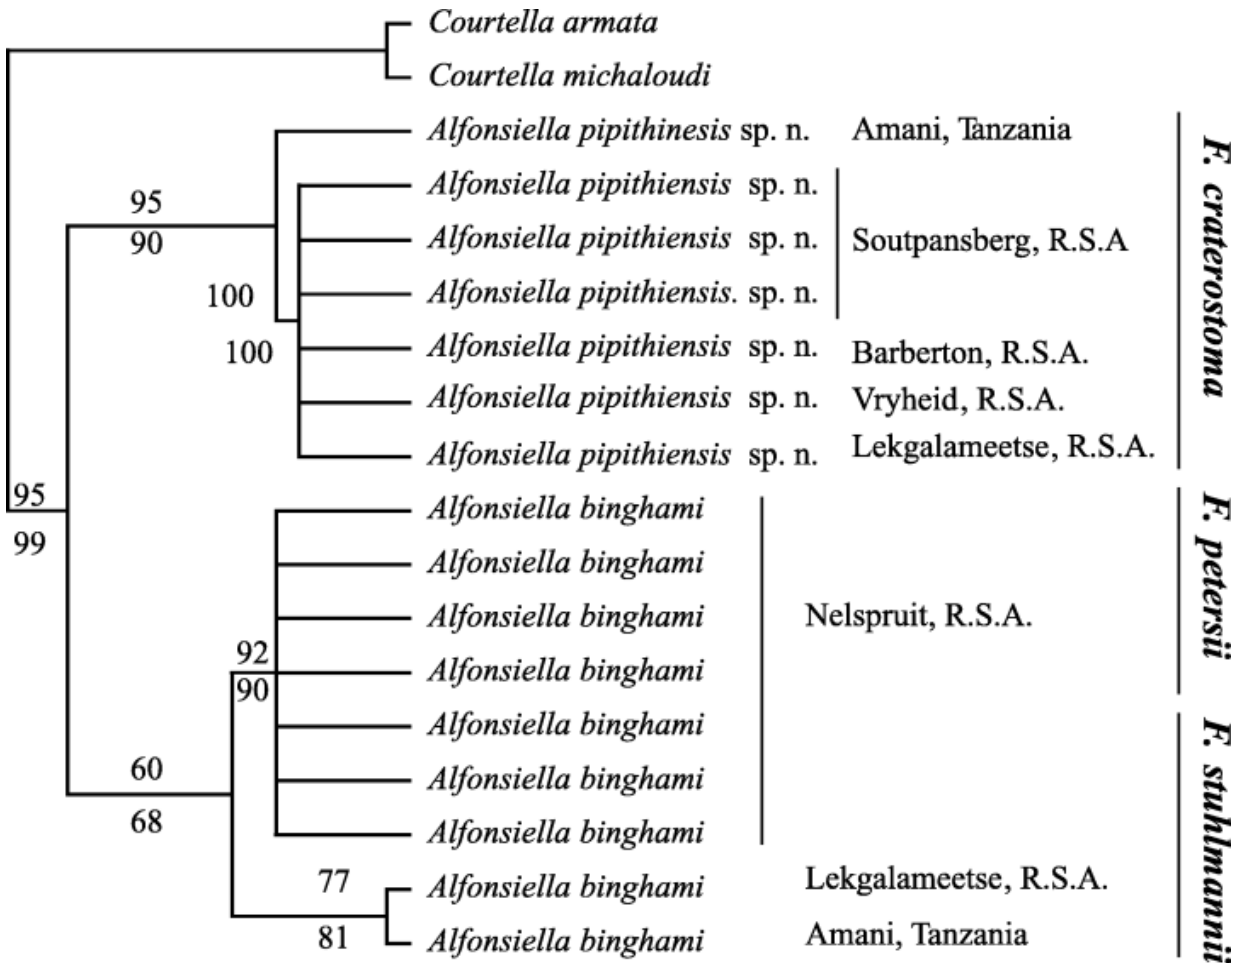 Courtella armata
Courtella michaloudi
Alfonsiella pipithinesis sp. n. Amani, Tanzania
Alfonsiella pipithiensis sp. n.
Alfonsiella pipithiensis sp. n. Soutpansberg, R.S.A
Alfonsiella pipithiensis. sp. n.
Alfonsiella pipithiensis sp. n. Barberton, R.S.A.
Alfonsiella pipithiensis sp. n. Vryheid, R.S.A.
Alfonsiella pipithiensis sp. n. Lekgalameetse, R.S.A.
F. craterostoma
95
90
100
100
95
99
Alfonsiella binghami
Alfonsiella binghami
Alfonsiella binghami Nelspruit, R.S.A.
Alfonsiella binghami
Alfonsiella binghami
Alfonsiella binghami
Alfonsiella binghami
Alfonsiella binghami Lekgalameetse, R.S.A.
Alfonsiella binghami Amani, Tanzania
F. petersii
F. stuhlmannii
92
90
60
68
77
81